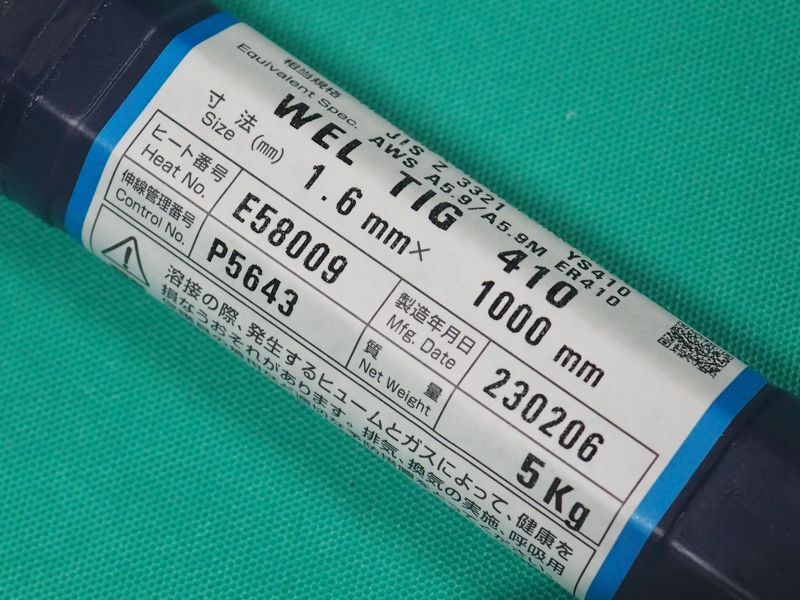 相当規格 JIS Z 3321 YS410
Equivalent Spec. AWS A5.9/A5.9M ER410
WEL TIG 410
寸法 (mm) 1.6 mm× 1000 mm
Size
ヒート番号 E58009 製造年月日 230206
Heat No. Mfg. Date
伸線管理番号 P5643 質量 5Kg
Control No. Net Weight
溶接の際、発生するヒュームとガスによって、健康を
損なうおそれがあります。排気、換気の実施、呼吸用